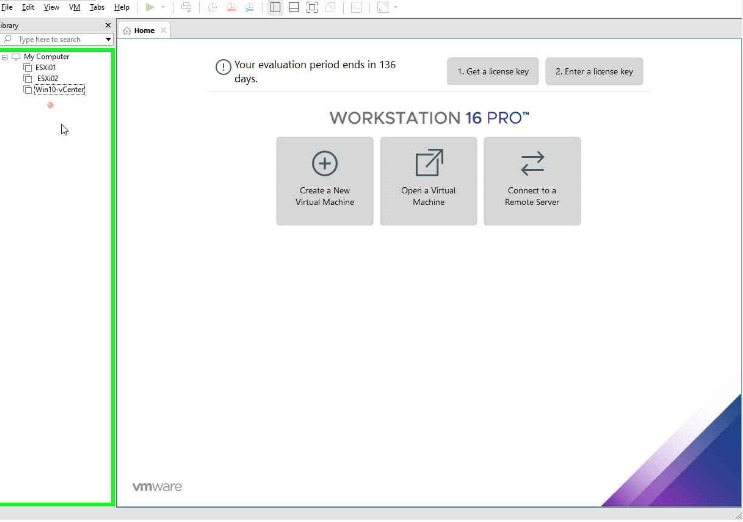 File Edit View VM Tabs Help
ibrary
Type here to search
Home
My Computer
ESXi01
ESXi02
Win10-vCenter
Your evaluation period ends in 136
days.
1. Get a license key
2. Enter a license key
WORKSTATION 16 PRO™
Create a New
Virtual Machine
Open a Virtual
Machine
Connect to a
Remote Server
vmware